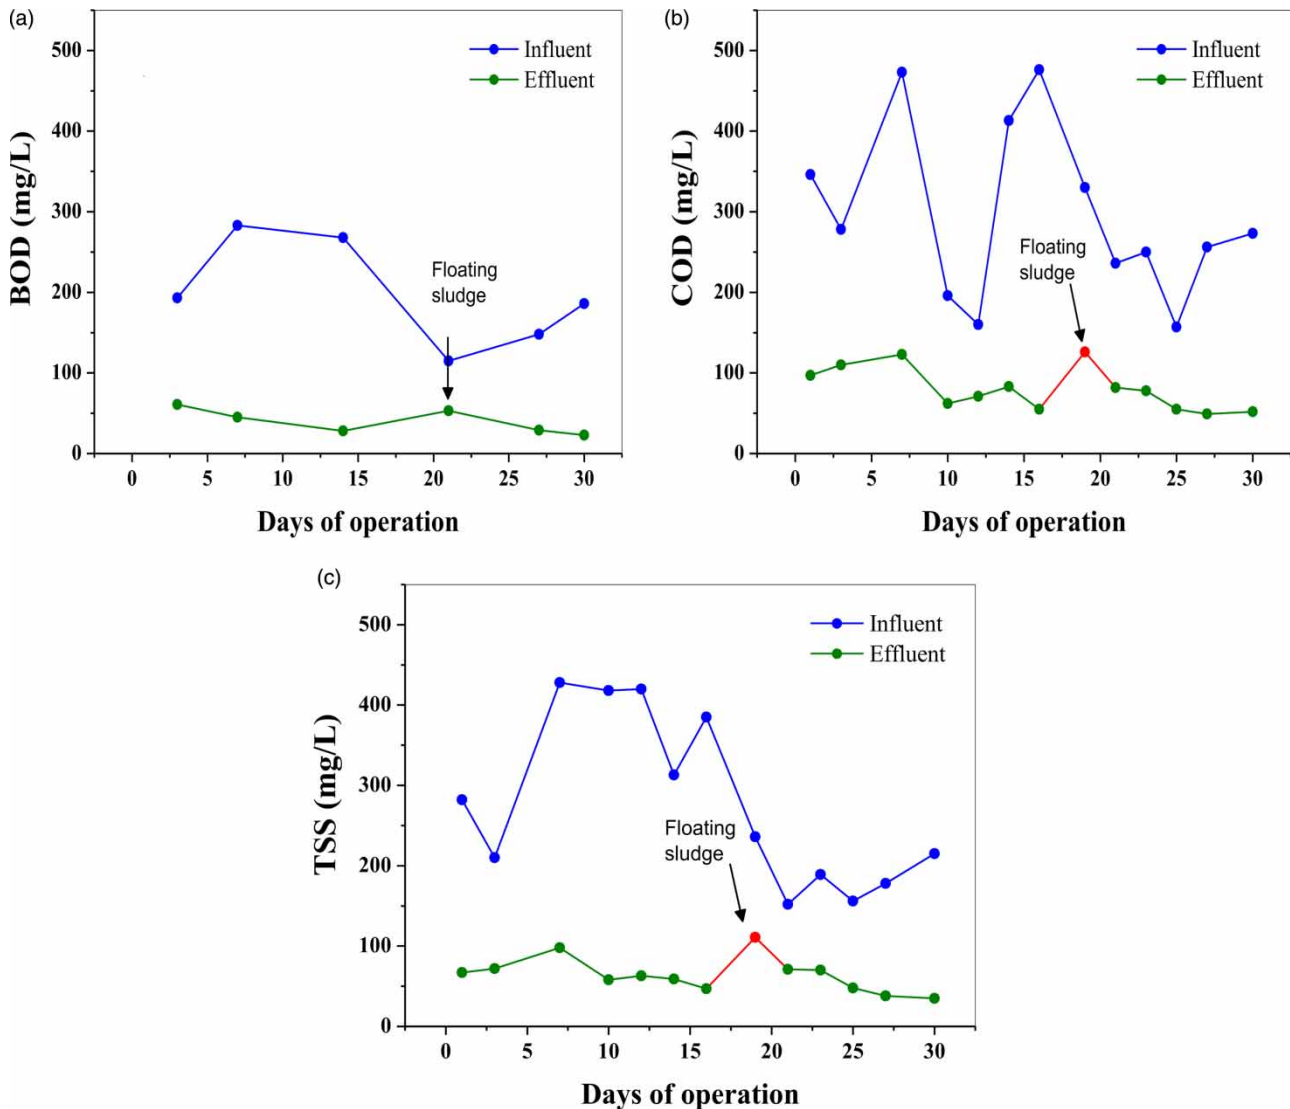 (a)
500
400
300
200
100
0
BOD (mg/L)
Influent
Effluent
Floating
sludge
0 5 10 15 20 25 30
Days of operation
(b)
500
400
300
200
100
0
COD (mg/L)
Influent
Effluent
Floating
sludge
0 5 10 15 20 25 30
Days of operation
(c)
500
400
300
200
100
0
TSS (mg/L)
Influent
Effluent
Floating
sludge
0 5 10 15 20 25 30
Days of operation